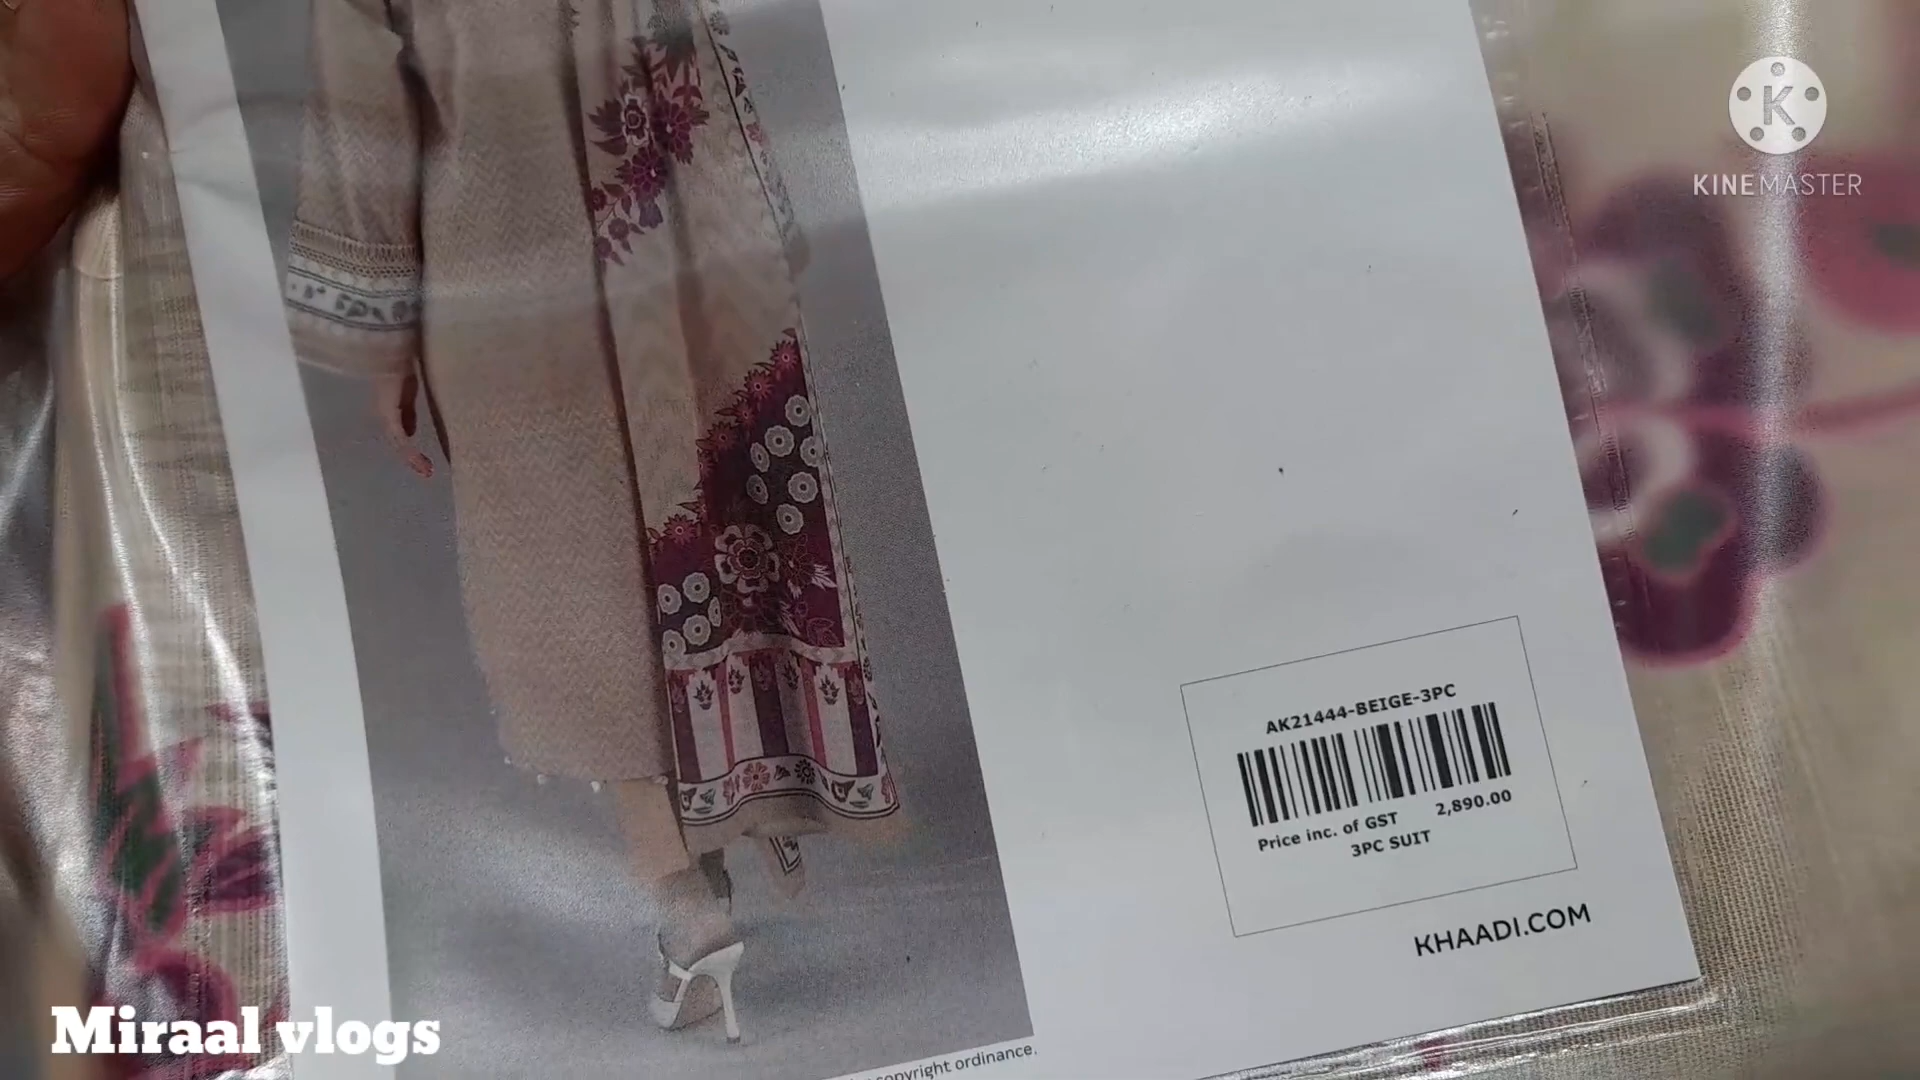 KINEMASTER
AK21444-BEIGE-3PC
Price inc. of GST 2,890.00
3PC SUIT
KHAADI.COM
copyright ordinance.
Miraal vlogs